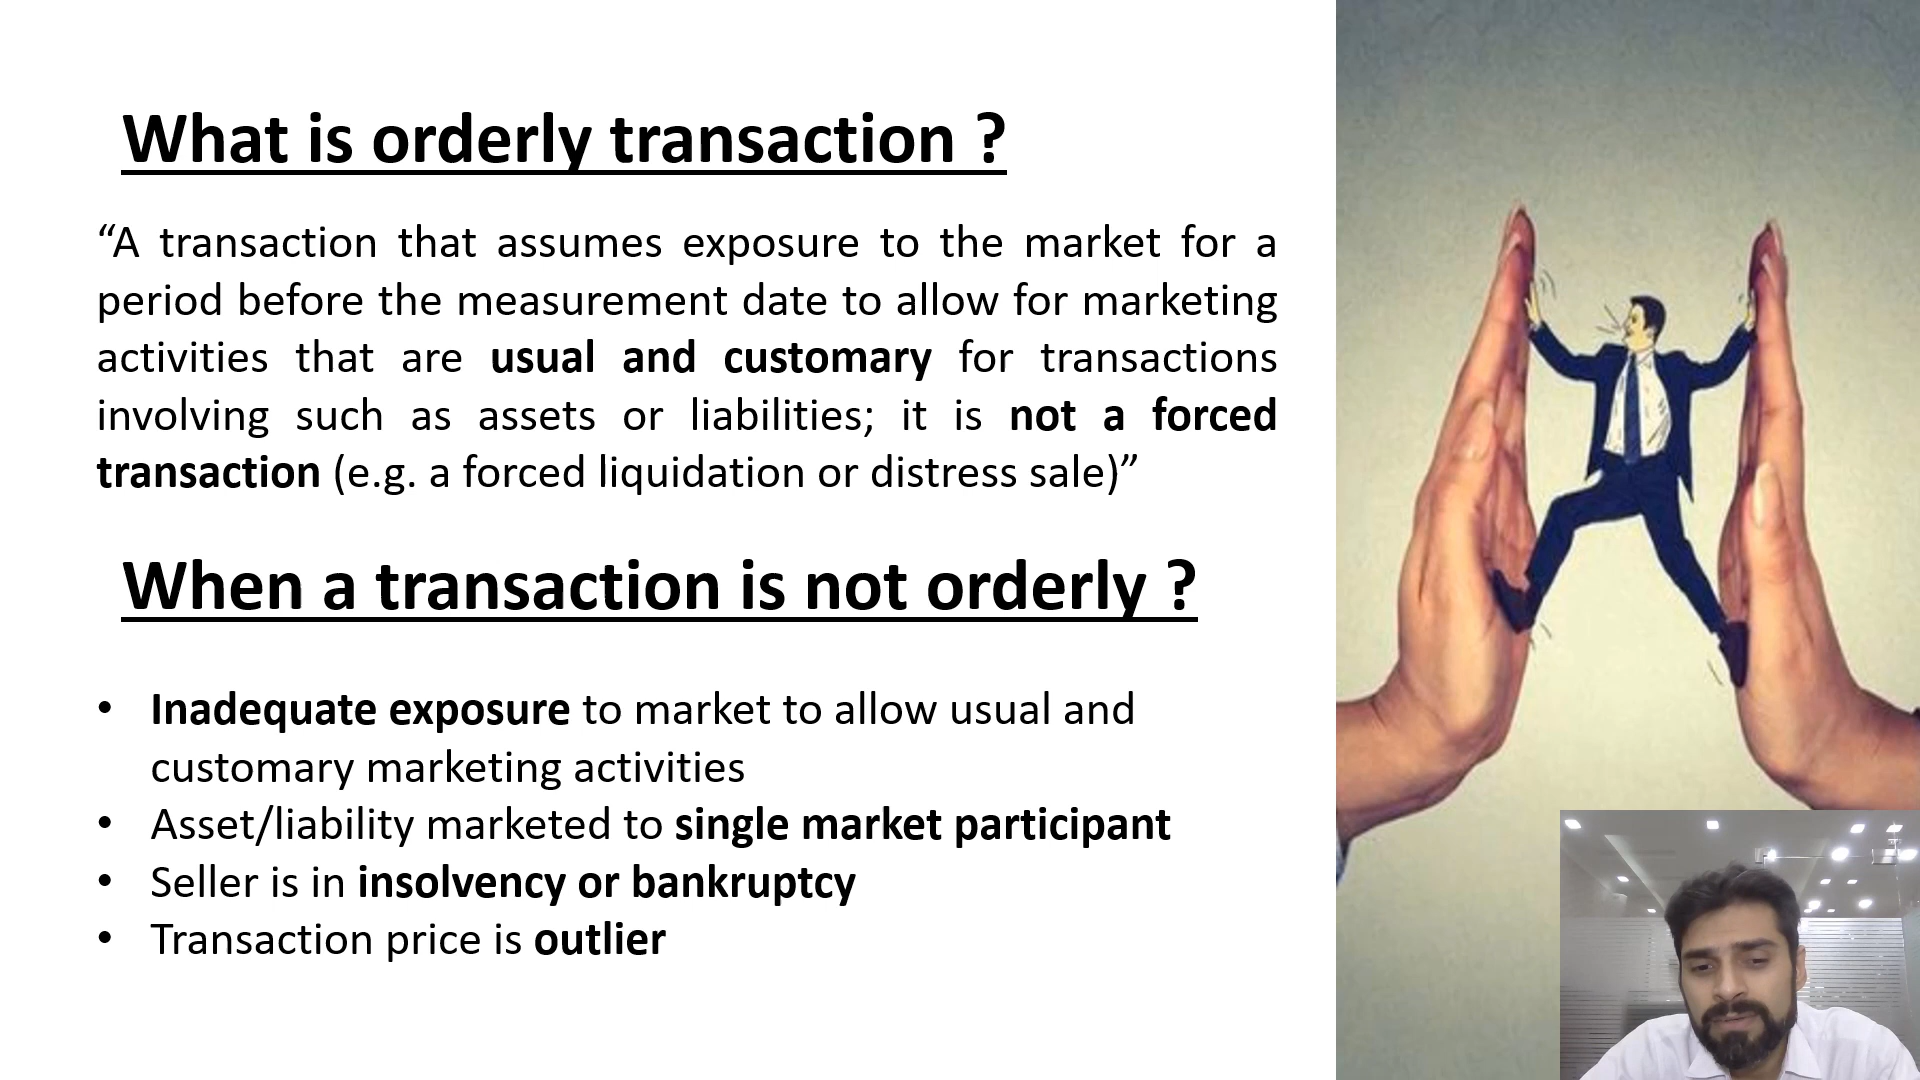 What is orderly transaction ?
“A transaction that assumes exposure to the market for a
period before the measurement date to allow for marketing
activities that are usual and customary for transactions
involving such as assets or liabilities; it is not a forced
transaction (e.g. a forced liquidation or distress sale)”
When a transaction is not orderly ?
• Inadequate exposure to market to allow usual and
customary marketing activities
• Asset/liability marketed to single market participant
• Seller is in insolvency or bankruptcy
• Transaction price is outlier